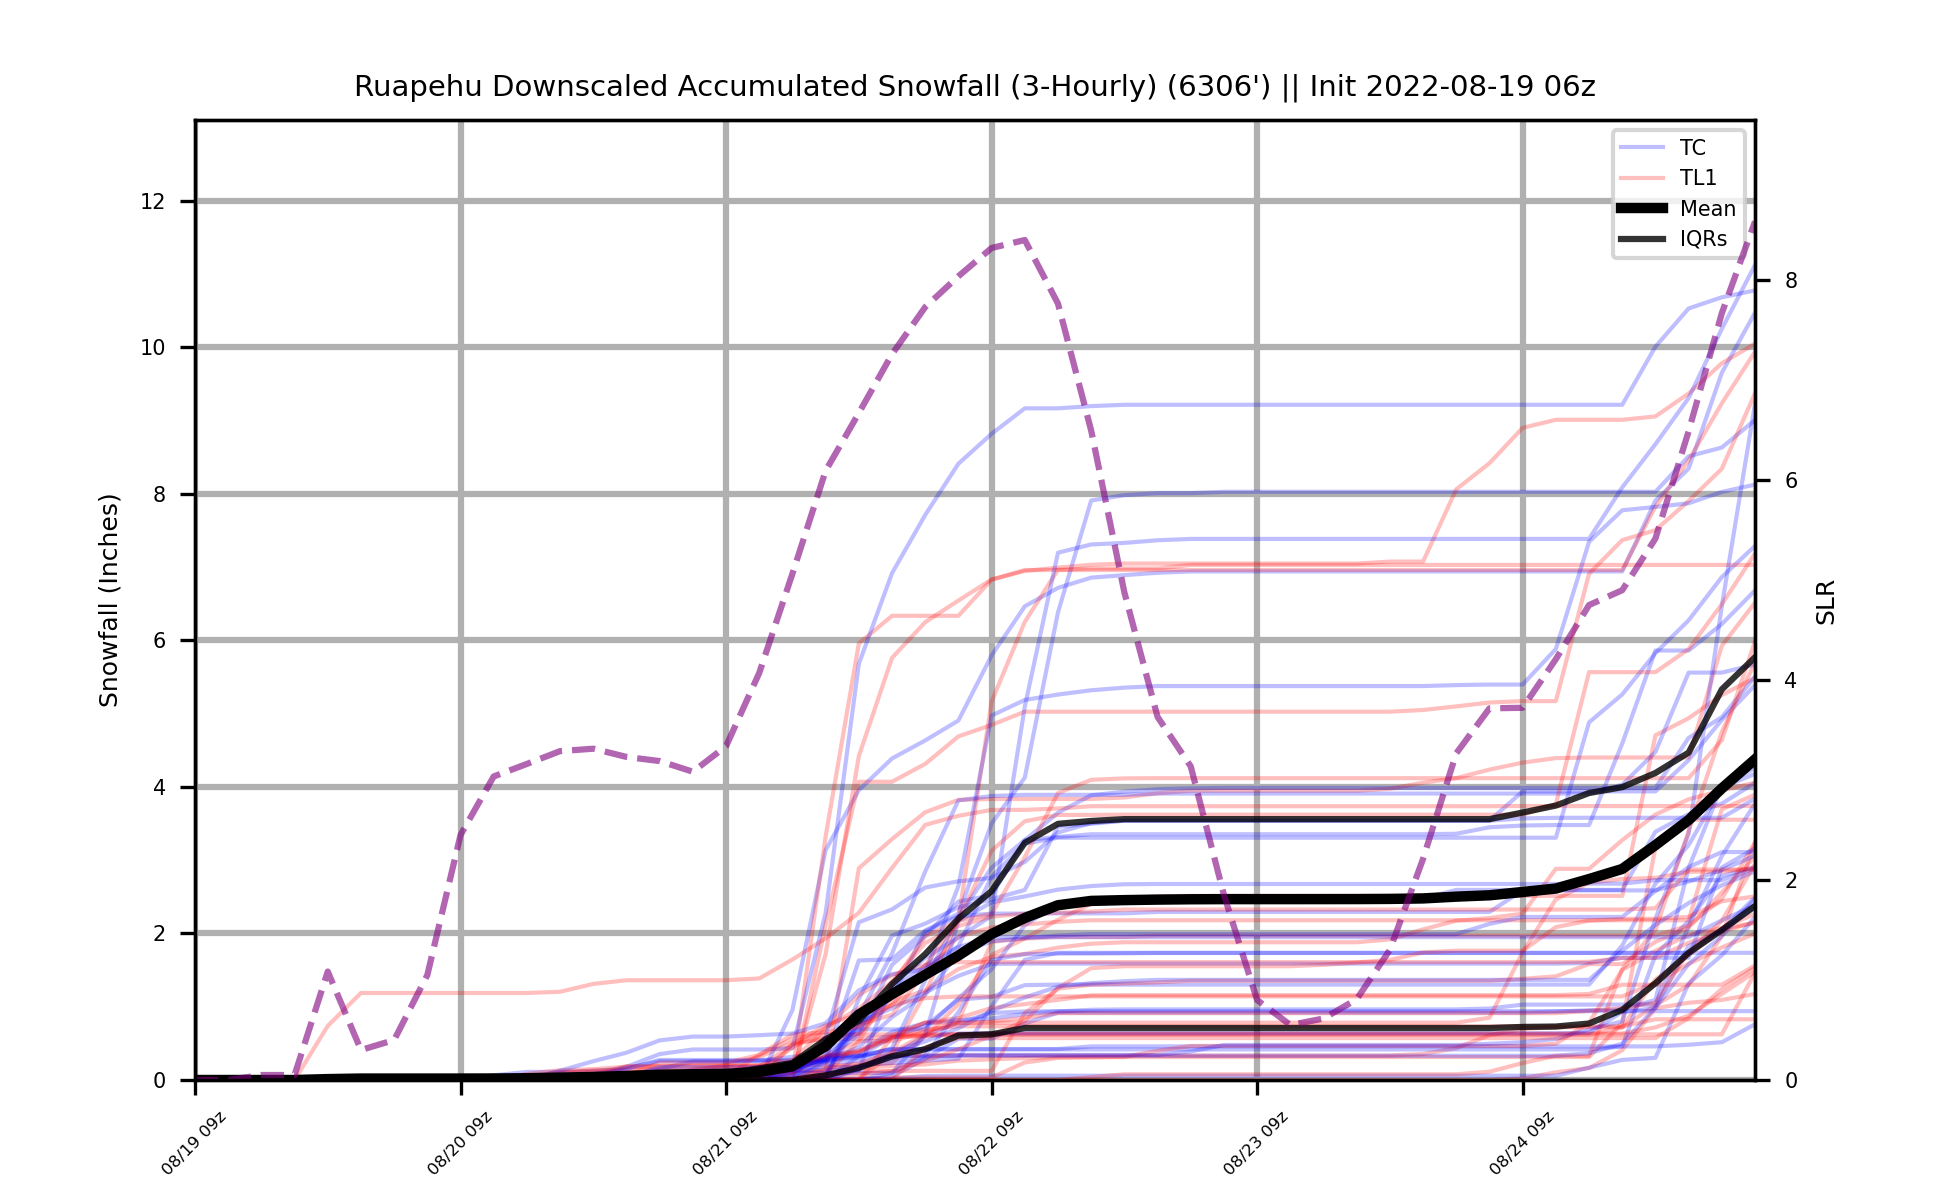 Ruapehu Downscaled Accumulated Snowfall (3-Hourly) (6306') || Init 2022-08-19 06z
TC
TL1
Mean
IQRs
Snowfall (Inches)
12
10
8
6
4
2
0
SLR
8
6
4
2
0
08/19 09z
08/20 09z
08/21 09z
08/22 09z
08/23 09z
08/24 09z